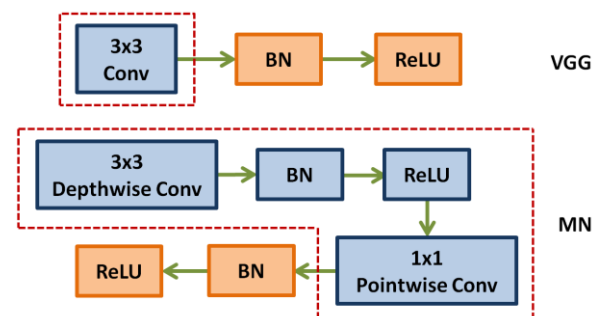 3x3
Conv
BN
ReLU
VGG
3x3
Depthwise Conv
BN
ReLU
MN
ReLU
BN
1x1
Pointwise Conv